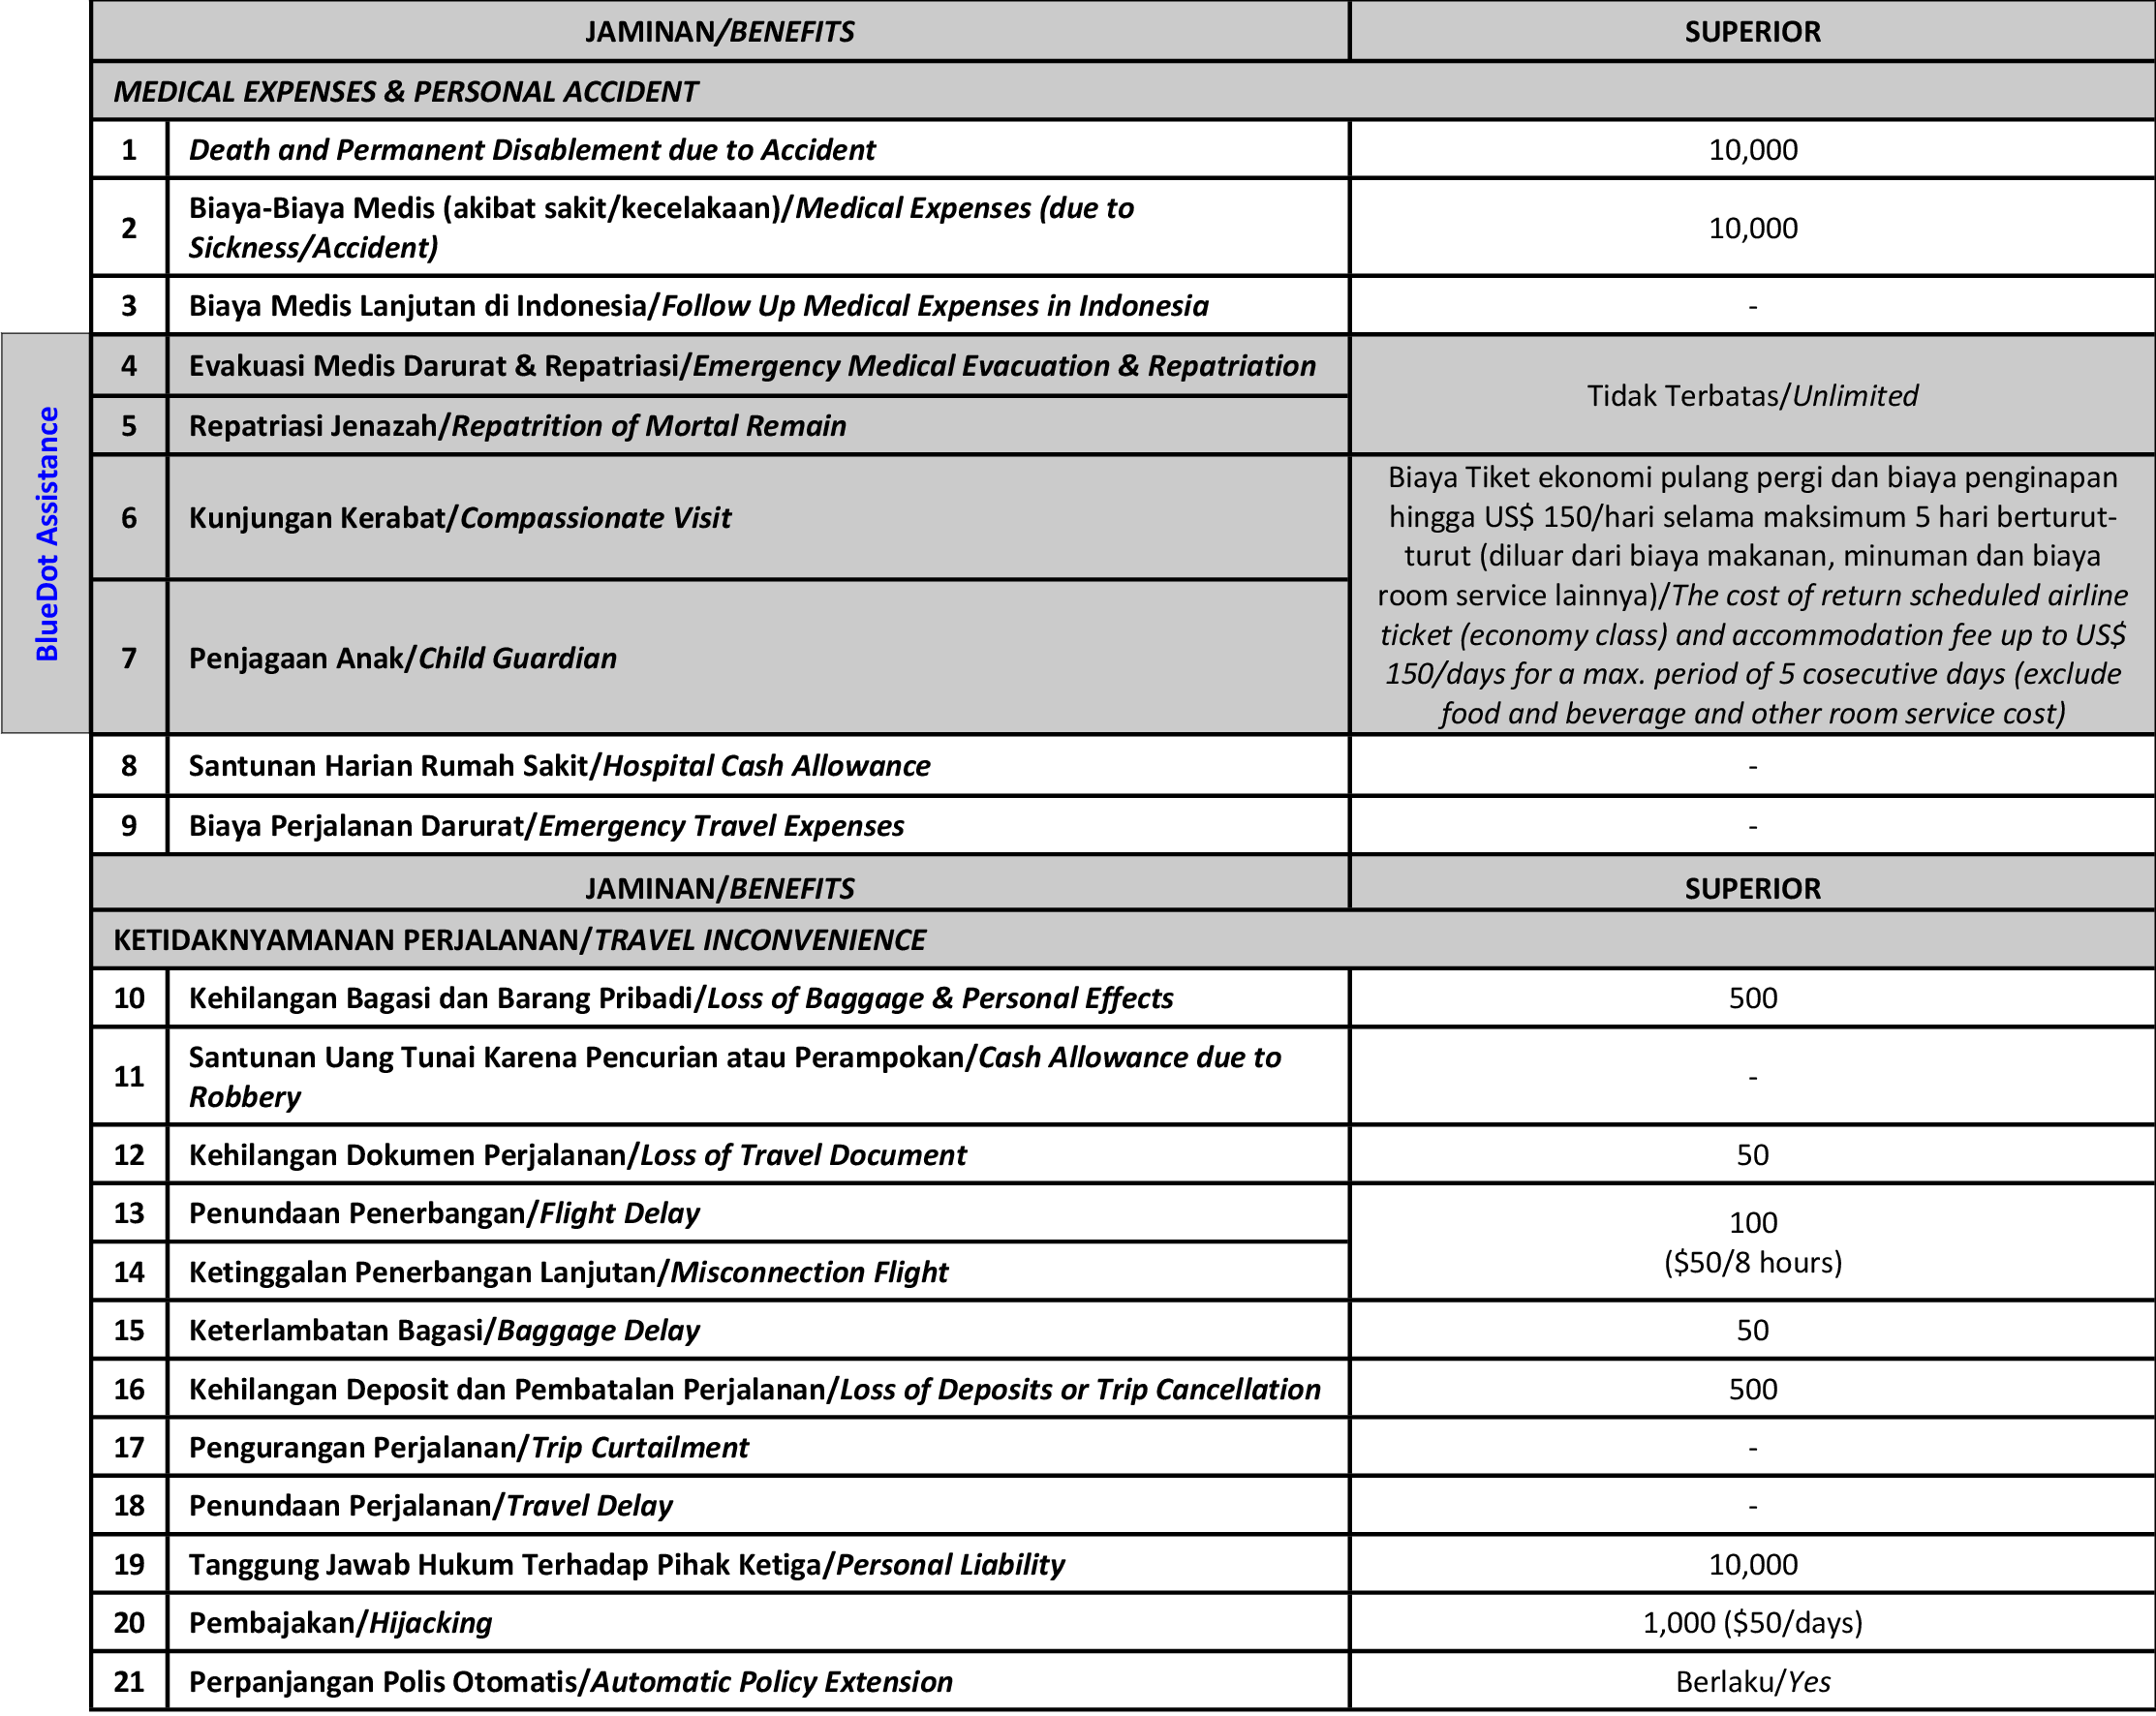 JAMINAN/BENEFITS
SUPERIOR
MEDICAL EXPENSES & PERSONAL ACCIDENT
1
Death and Permanent Disablement due to Accident
10,000
2
Biaya-Biaya Medis (akibat sakit/kecelakaan)/Medical Expenses (due to
Sickness/Accident)
10,000
3
Biaya Medis Lanjutan di Indonesia/Follow Up Medical Expenses in Indonesia
-
BlueDot Assistance
4
Evakuasi Medis Darurat & Repatriasi/Emergency Medical Evacuation & Repatriation
5
Repatriasi Jenazah/Repatrition of Mortal Remain
Tidak Terbatas/Unlimited
6
Kunjungan Kerabat/Compassionate Visit
7
Penjagaan Anak/Child Guardian
Biaya Tiket ekonomi pulang pergi dan biaya penginapan
hingga US$ 150/hari selama maksimum 5 hari berturut-
turut (diluar dari biaya makanan, minuman dan biaya
room service lainnya)/The cost of return scheduled airline
ticket (economy class) and accommodation fee up to US$
150/days for a max. period of 5 cosecutive days (exclude
food and beverage and other room service cost)
8
Santunan Harian Rumah Sakit/Hospital Cash Allowance
-
9
Biaya Perjalanan Darurat/Emergency Travel Expenses
-
JAMINAN/BENEFITS
SUPERIOR
KETIDAKNYAMANAN PERJALANAN/TRAVEL INCONVENIENCE
10
Kehilangan Bagasi dan Barang Pribadi/Loss of Baggage & Personal Effects
500
11
Santunan Uang Tunai Karena Pencurian atau Perampokan/Cash Allowance due to
Robbery
-
12
Kehilangan Dokumen Perjalanan/Loss of Travel Document
50
13
Penundaan Penerbangan/Flight Delay
14
Ketinggalan Penerbangan Lanjutan/Misconnection Flight
100
($50/8 hours)
15
Keterlambatan Bagasi/Baggage Delay
50
16
Kehilangan Deposit dan Pembatalan Perjalanan/Loss of Deposits or Trip Cancellation
500
17
Pengurangan Perjalanan/Trip Curtailment
-
18
Penundaan Perjalanan/Travel Delay
-
19
Tanggung Jawab Hukum Terhadap Pihak Ketiga/Personal Liability
10,000
20
Pembajakan/Hijacking
1,000 ($50/days)
21
Perpanjangan Polis Otomatis/Automatic Policy Extension
Berlaku/Yes